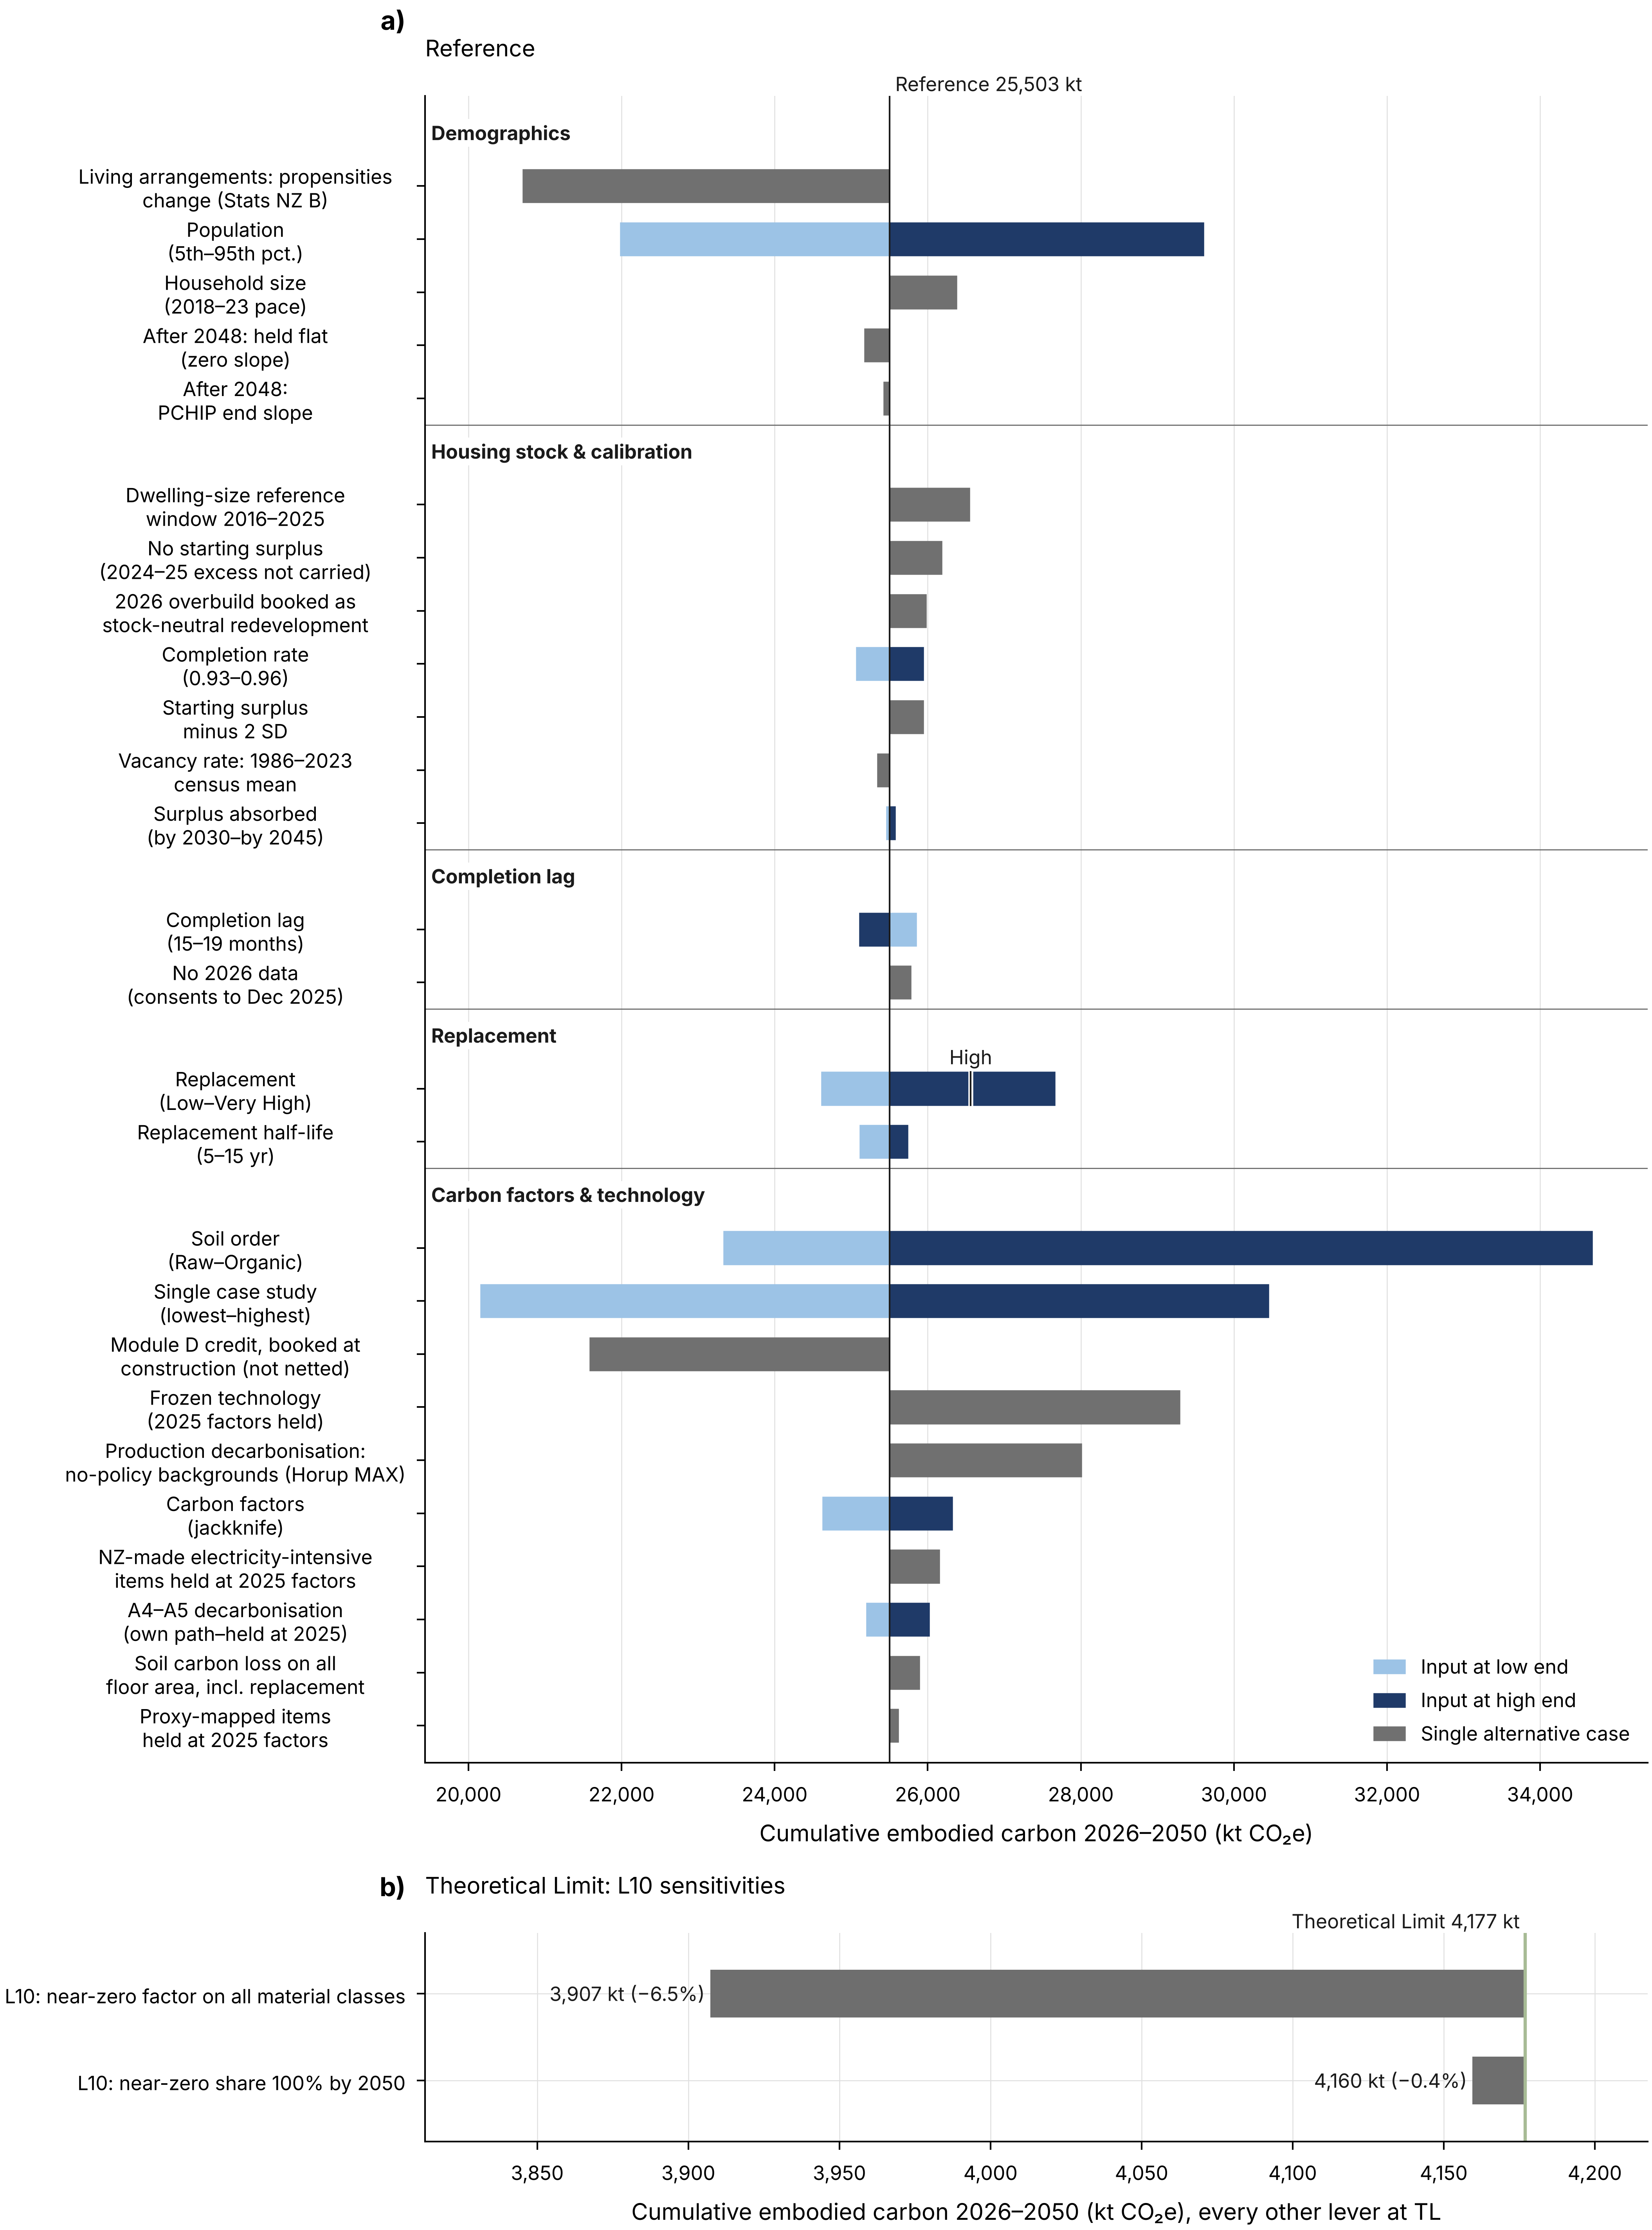 a)
Reference
Reference 25,503 kt
Demographics
Living arrangements: propensities
change (Stats NZ B)
Population
(5th–95th pct.)
Household size
(2018–23 pace)
After 2048: held flat
(zero slope)
After 2048:
PCHIP end slope
Housing stock & calibration
Dwelling-size reference
window 2016–2025
No starting surplus
(2024–25 excess not carried)
2026 overbuild booked as
stock-neutral redevelopment
Completion rate
(0.93–0.96)
Starting surplus
minus 2 SD
Vacancy rate: 1986–2023
census mean
Surplus absorbed
(by 2030–by 2045)
Completion lag
Completion lag
(15–19 months)
No 2026 data
(consents to Dec 2025)
Replacement
High
Replacement
(Low–Very High)
Replacement half-life
(5–15 yr)
Carbon factors & technology
Soil order
(Raw–Organic)
Single case study
(lowest–highest)
Module D credit, booked at
construction (not netted)
Frozen technology
(2025 factors held)
Production decarbonisation:
no-policy backgrounds (Horup MAX)
Carbon factors
(jackknife)
NZ-made electricity-intensive
items held at 2025 factors
A4–A5 decarbonisation
(own path–held at 2025)
Soil carbon loss on all
floor area, incl. replacement
Proxy-mapped items
held at 2025 factors
Input at low end
Input at high end
Single alternative case
20,000 22,000 24,000 26,000 28,000 30,000 32,000 34,000
Cumulative embodied carbon 2026–2050 (kt CO₂e)
b) Theoretical Limit: L10 sensitivities
Theoretical Limit 4,177 kt
L10: near-zero factor on all material classes
3,907 kt (−6.5%)
L10: near-zero share 100% by 2050
4,160 kt (−0.4%)
3,850 3,900 3,950 4,000 4,050 4,100 4,150 4,200
Cumulative embodied carbon 2026–2050 (kt CO₂e), every other lever at TL